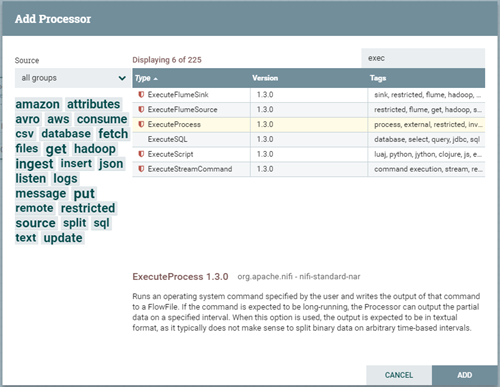 Add Processor
Source
all groups
amazon attributes
avro aws consume
csv database fetch
files get hadoop
ingest insert json
listen logs
message put
remote restricted
source split sql
text update
Displaying 6 of 225
exec
Type Version Tags
ExecuteFlumeSink 1.3.0 sink, restricted, flume, hadoop, ...
ExecuteFlumeSource 1.3.0 restricted, flume, get, hadoop, s...
ExecuteProcess 1.3.0 process, external, restricted, inv...
ExecuteSQL 1.3.0 database, select, query, jdbc, sql
ExecuteScript 1.3.0 luaj, python, jython, clojure, js, e...
ExecuteStreamCommand 1.3.0 command execution, stream, re...
ExecuteProcess 1.3.0 org.apache.nifi - nifi-standard-nar
Runs an operating system command specified by the user and writes the output of that command
to a FlowFile. If the command is expected to be long-running, the Processor can output the partial
data on a specified interval. When this option is used, the output is expected to be in textual
format, as it typically does not make sense to split binary data on arbitrary time-based intervals.
CANCEL ADD